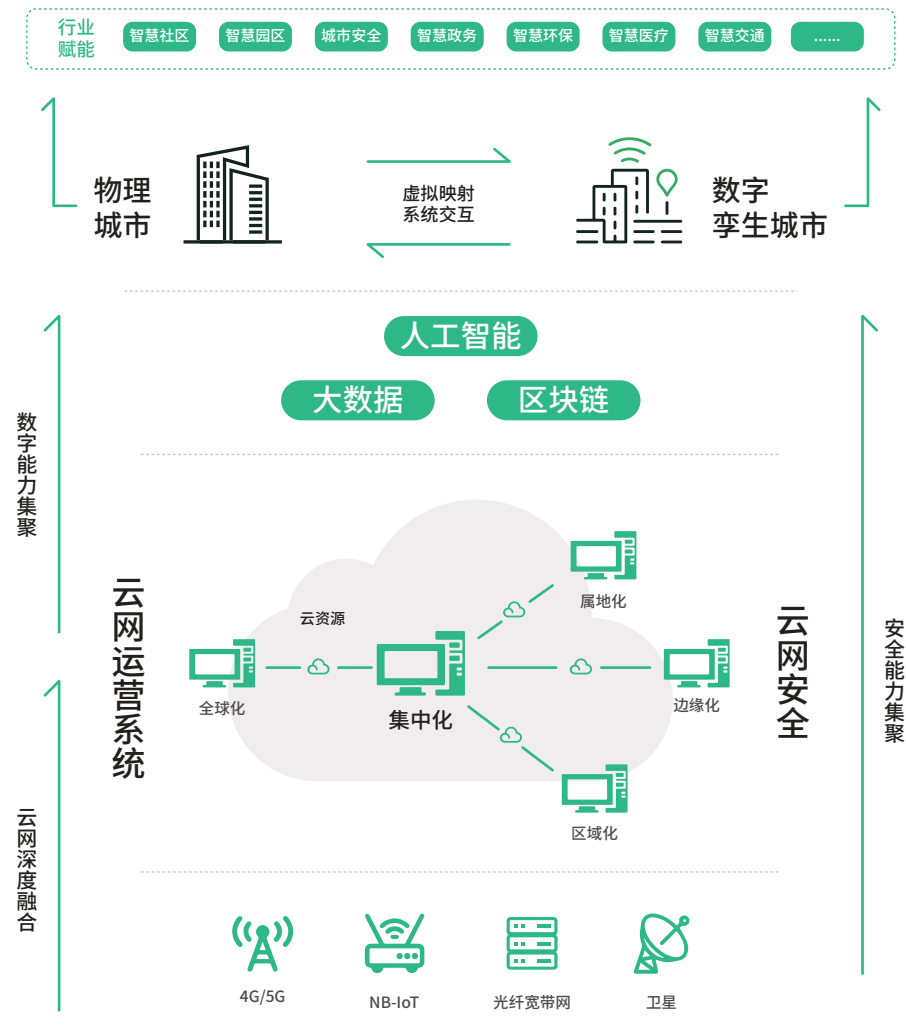 行业
赋能
智慧社区
智慧园区
城市安全
智慧政务
智慧环保
智慧医疗
智慧交通
......
物理
城市
虚拟映射
系统交互
数字
孪生城市
人工智能
大数据
区块链
数字能力集聚
云网深度融合
云网运营系统
云资源
属地化
全球化
集中化
边缘化
区域化
云网安全
安全能力集聚
4G/5G
NB-IoT
光纤宽带网
卫星